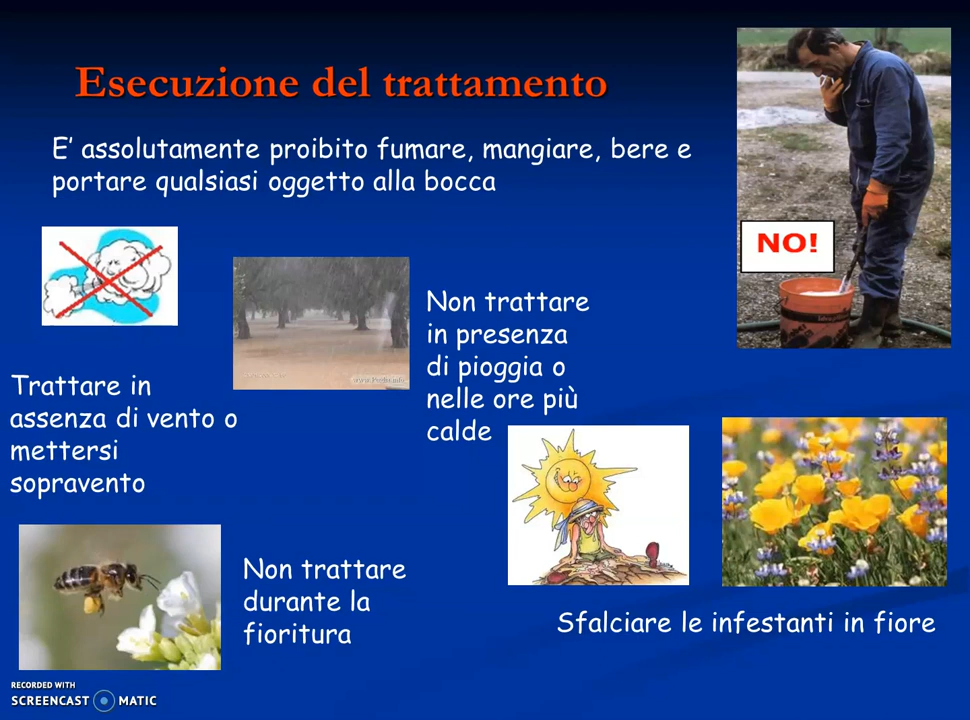 Esecuzione del trattamento
E' assolutamente proibito fumare, mangiare, bere e
portare qualsiasi oggetto alla bocca
NO!
Non trattare
in presenza
di pioggia o
nelle ore più
calde
Trattare in
assenza di vento o
mettersi
sopravento
Non trattare
durante la
fioritura
Sfalciare le infestanti in fiore
RECORDED WITH
SCREENCAST MATIC